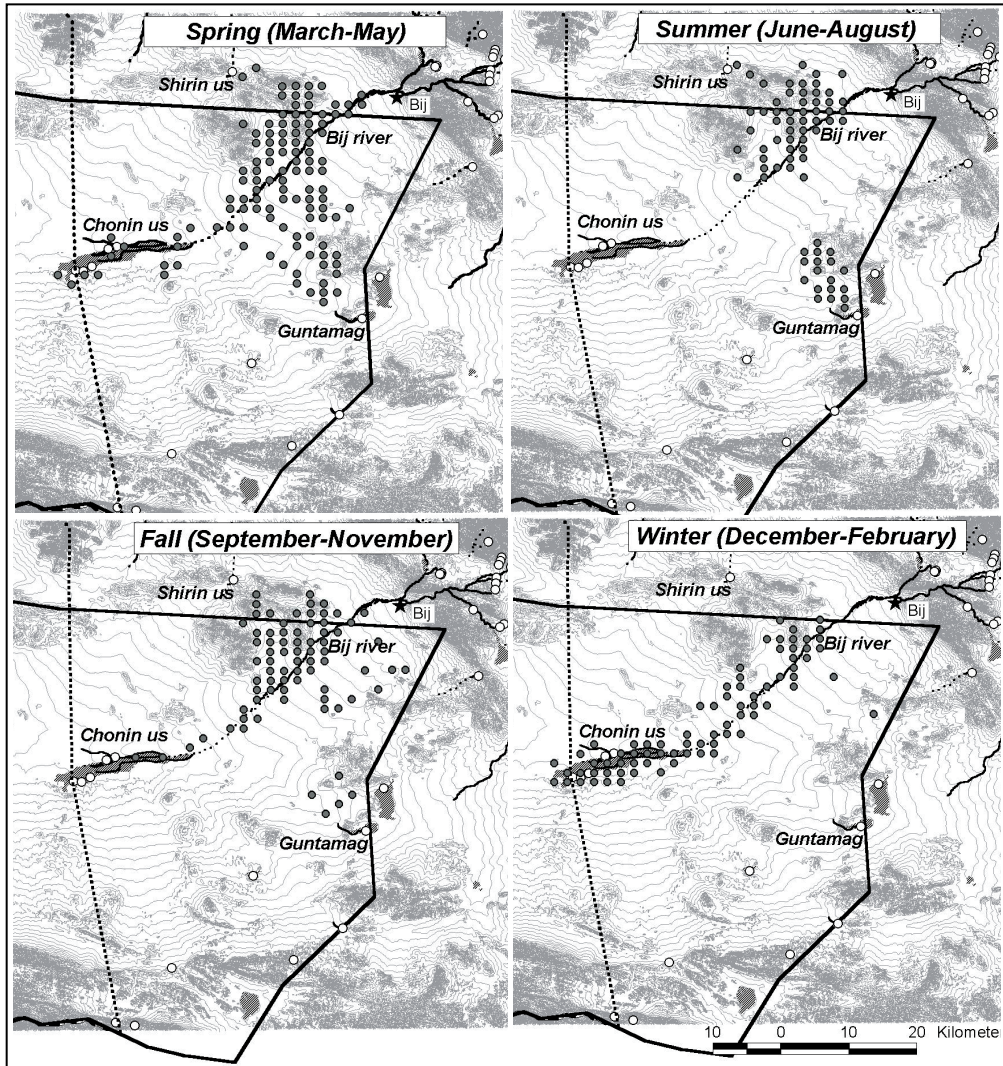 Spring (March-May)
Shirin us
Bij
Bij river
Chonin us
Guntamag
Summer (June-August)
Shirin us
Bij
Bij river
Chonin us
Guntamag
Fall (September-November)
Shirin us
Bij
Bij river
Chonin us
Guntamag
Winter (December-February)
Shirin us
Bij
Bij river
Chonin us
Guntamag
10 0 10 20 Kilometer